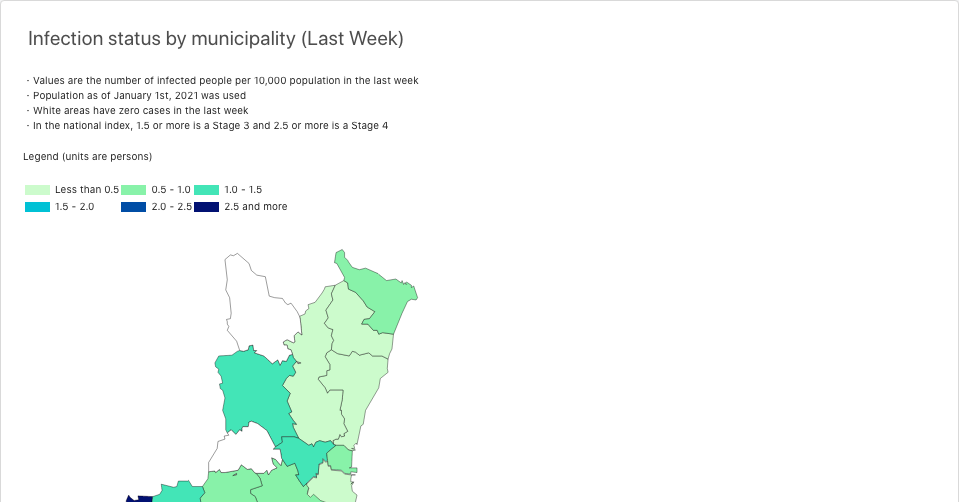 Infection status by municipality (Last Week)
· Values are the number of infected people per 10,000 population in the last week
· Population as of January 1st, 2021 was used
· White areas have zero cases in the last week
· In the national index, 1.5 or more is a Stage 3 and 2.5 or more is a Stage 4
Legend (units are persons)
Less than 0.5 0.5 - 1.0 1.0 - 1.5
1.5 - 2.0 2.0 - 2.5 2.5 and more